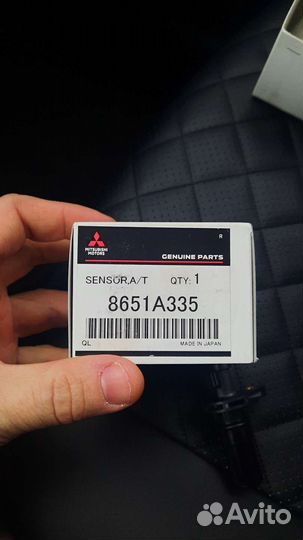 R
MITSUBISHI
MOTORS
GENUINE PARTS
SENSOR,A/T QTY: 1
8651A335
QL MADE IN JAPAN
Avito